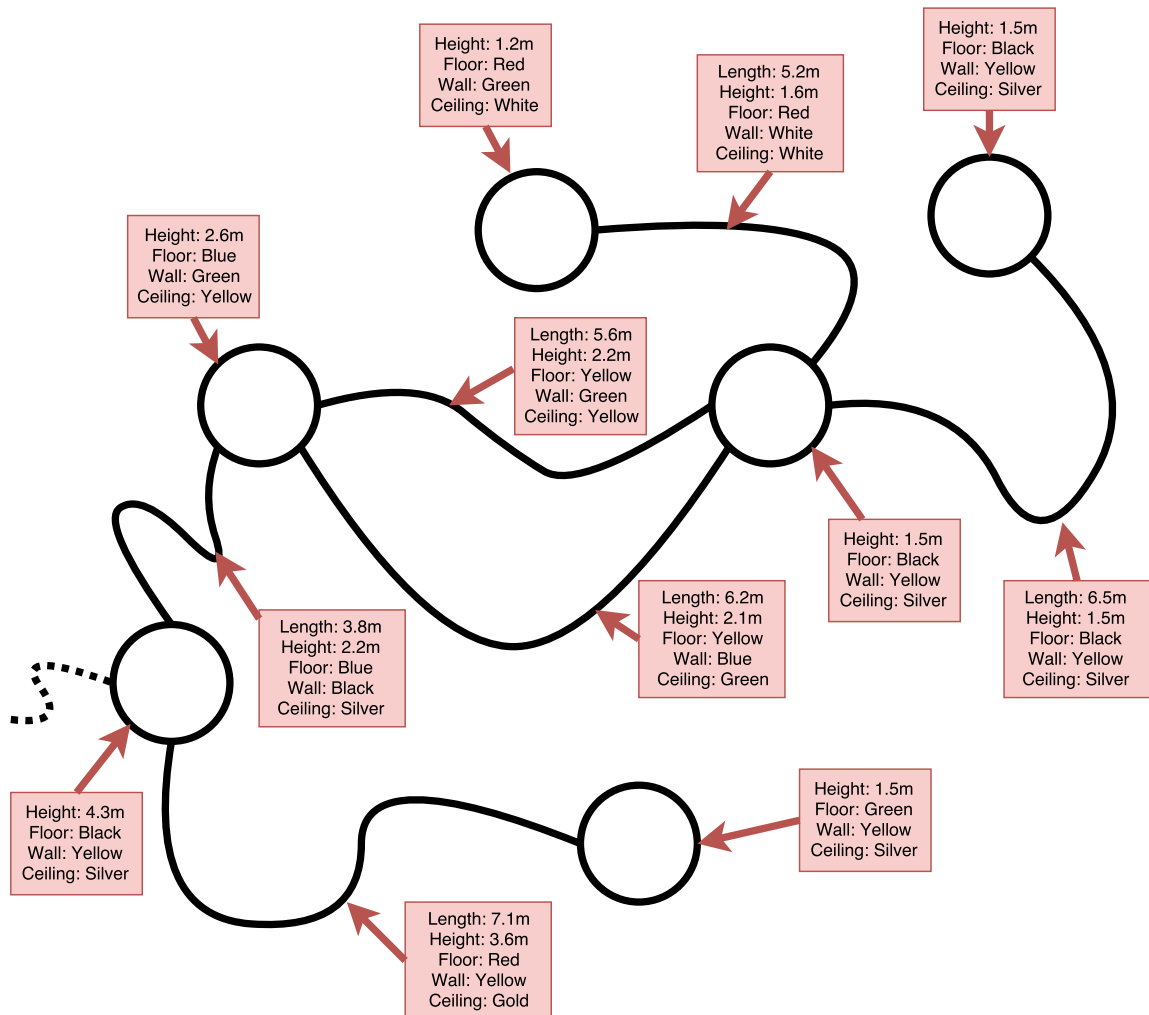 Height: 1.5m
Floor: Black
Wall: Yellow
Ceiling: Silver
Height: 1.2m
Floor: Red
Wall: Green
Ceiling: White
Length: 5.2m
Height: 1.6m
Floor: Red
Wall: White
Ceiling: White
Height: 2.6m
Floor: Blue
Wall: Green
Ceiling: Yellow
Length: 5.6m
Height: 2.2m
Floor: Yellow
Wall: Green
Ceiling: Yellow
Height: 1.5m
Floor: Black
Wall: Yellow
Ceiling: Silver
Length: 6.2m
Height: 2.1m
Floor: Yellow
Wall: Blue
Ceiling: Green
Length: 6.5m
Height: 1.5m
Floor: Black
Wall: Yellow
Ceiling: Silver
Length: 3.8m
Height: 2.2m
Floor: Blue
Wall: Black
Ceiling: Silver
Height: 4.3m
Floor: Black
Wall: Yellow
Ceiling: Silver
Height: 1.5m
Floor: Green
Wall: Yellow
Ceiling: Silver
Length: 7.1m
Height: 3.6m
Floor: Red
Wall: Yellow
Ceiling: Gold